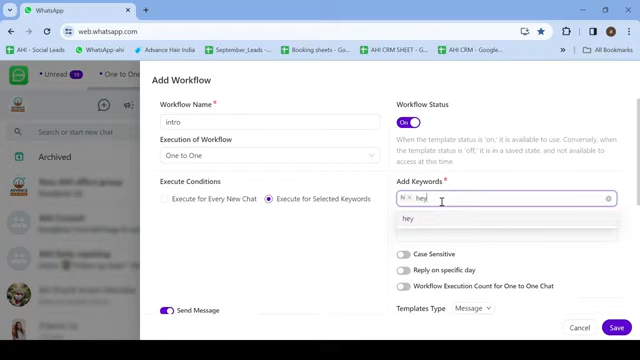 WhatsApp
web.whatsapp.com
AHI - Social Leads
WhatsApp-ahi
Advance Hair India
September_Leads -...
Booking sheets - G...
AHI CRM SHEET - G...
AHI CRM - Google...
All Bookmarks
Unread 19
One to One
Search or start new chat
Archived
Add Workflow
Workflow Name *
intro
Execution of Workflow
One to One
Execute Conditions
Execute for Every New Chat
Execute for Selected Keywords
Workflow Status
On
When the template status is 'on,' it is available to use. Conversely, when
the template status is 'off,' it is in a saved state, and not available to
access at this time.
Add Keywords *
hi × hey
hey
Case Sensitive
Reply on specific day
Workflow Execution Count for One to One Chat
Send Message
Templates Type
Message
Cancel
Save